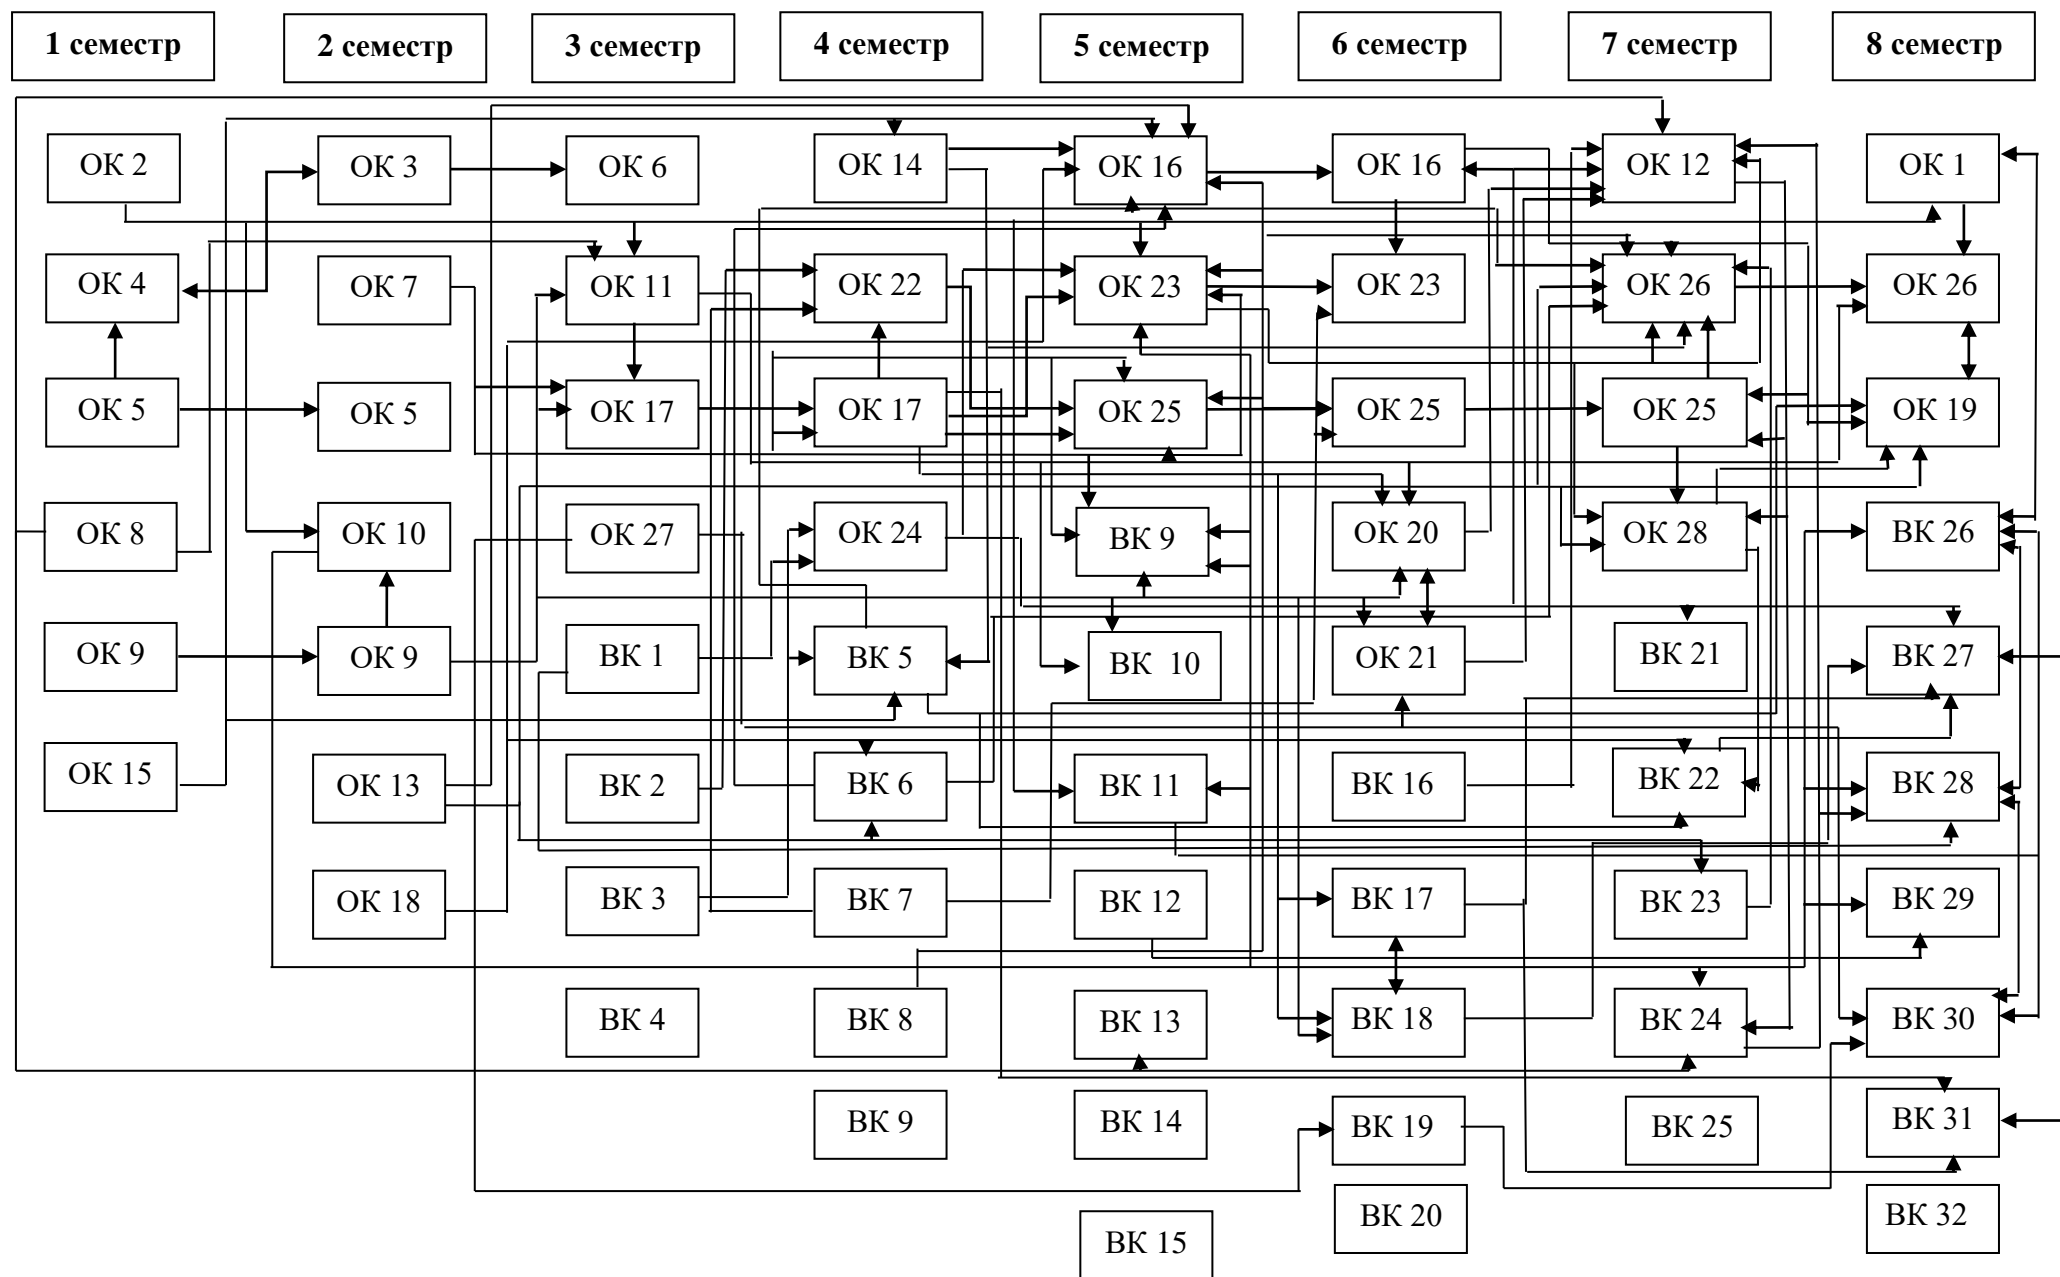 1 семестр 2 семестр 3 семестр 4 семестр 5 семестр 6 семестр 7 семестр 8 семестр
ОК 2 ОК 3 ОК 6 ОК 14 ОК 16 ОК 16 ОК 12 ОК 1
ОК 4 ОК 7 ОК 11 ОК 22 ОК 23 ОК 23 ОК 26 ОК 26
ОК 5 ОК 5 ОК 17 ОК 17 ОК 25 ОК 25 ОК 25 ОК 19
ОК 8 ОК 10 ОК 27 ОК 24 ВК 9 ОК 20 ОК 28 ВК 26
ОК 9 ОК 9 ВК 1 ВК 5 ВК 10 ОК 21 ВК 21 ВК 27
ОК 15 ОК 13 ВК 2 ВК 6 ВК 11 ВК 16 ВК 22 ВК 28
ОК 18 ВК 3 ВК 7 ВК 12 ВК 17 ВК 23 ВК 29
ВК 4 ВК 8 ВК 13 ВК 18 ВК 24 ВК 30
ВК 9 ВК 14 ВК 19 ВК 25 ВК 31
ВК 15 ВК 20 ВК 32